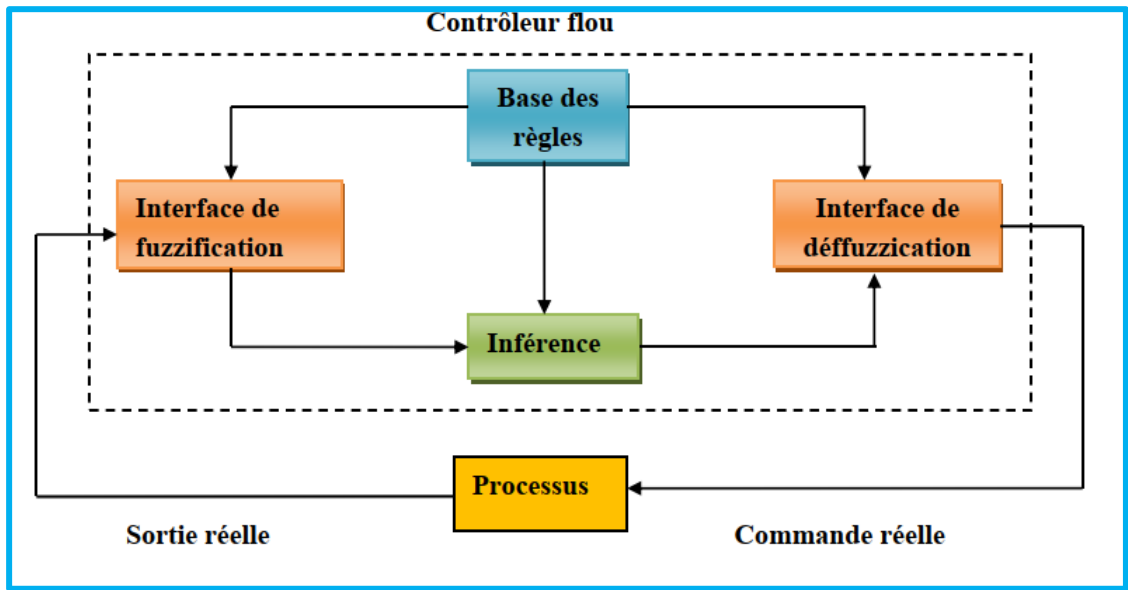 Contrôleur flou
Base des
règles
Interface de
fuzzification
Interface de
déffuzzication
Inférence
Processus
Sortie réelle
Commande réelle